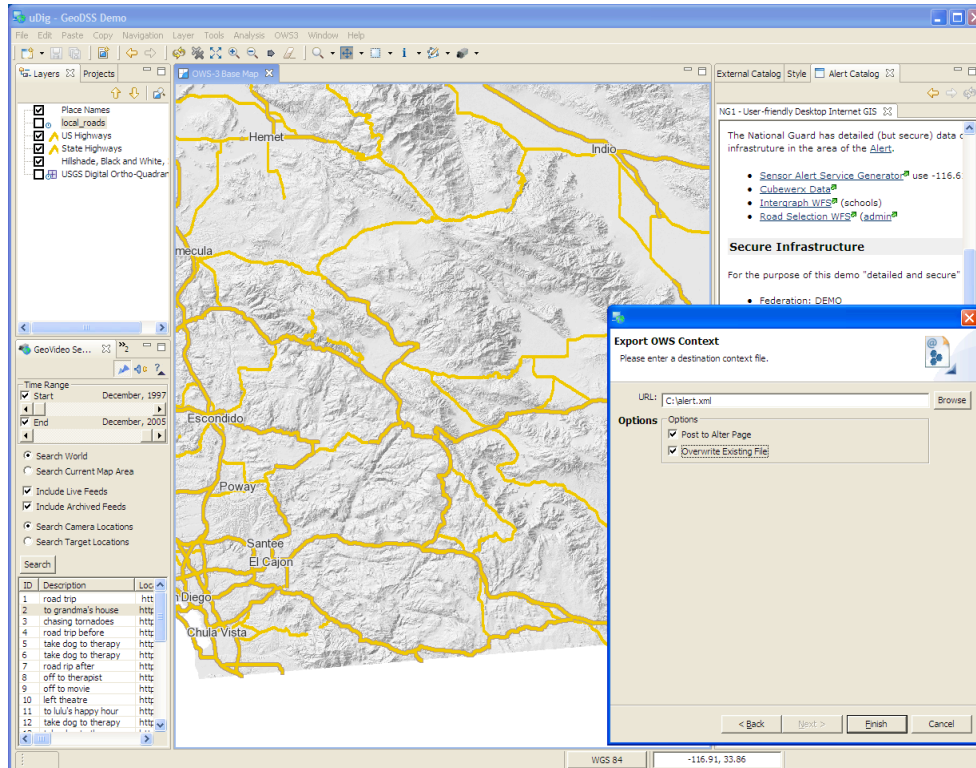 uDig - GeoDSS Demo
File Edit Paste Copy Navigation Layer Tools Analysis OWS3 Window Help
Layers
Projects
Place Names
local_roads
US Highways
State Highways
Hillshade, Black and White,
USGS Digital Ortho-Quadran
GeoVideo Se...
2
Time Range
Start December, 1997
End December, 2005
Search World
Search Current Map Area
Include Live Feeds
Include Archived Feeds
Search Camera Locations
Search Target Locations
Search
ID Description Loc
1 road trip htt
2 to grandma's house http
3 chasing tornadoes http
4 road trip before http
5 take dog to therapy http
6 take dog to therapy http
7 road rip after http
8 off to therapist http
9 off to movie http
10 left theatre http
11 to lulu's happy hour http
12 take dog to therapy http
OWS-3 Base Map
Hemet
Indio
mecula
Escondido
Poway
Santee
El Cajon
n Diego
Chula Vista
External Catalog Style Alert Catalog
NG1 - User-friendly Desktop Internet GIS
The National Guard has detailed (but secure) data o
infrastruture in the area of the Alert.
Sensor Alert Service Generator use -116.6
Cubewerx Data
Intergraph WFS (schools)
Road Selection WFS (admin
Secure Infrastructure
For the purpose of this demo "detailed and secure"
Federation: DEMO
Export OWS Context
Please enter a destination context file.
URL: C:\alert.xml Browse
Options
Options
Post to Alter Page
Overwrite Existing File
< Back Next > Finish Cancel
WGS 84 -116.91, 33.86